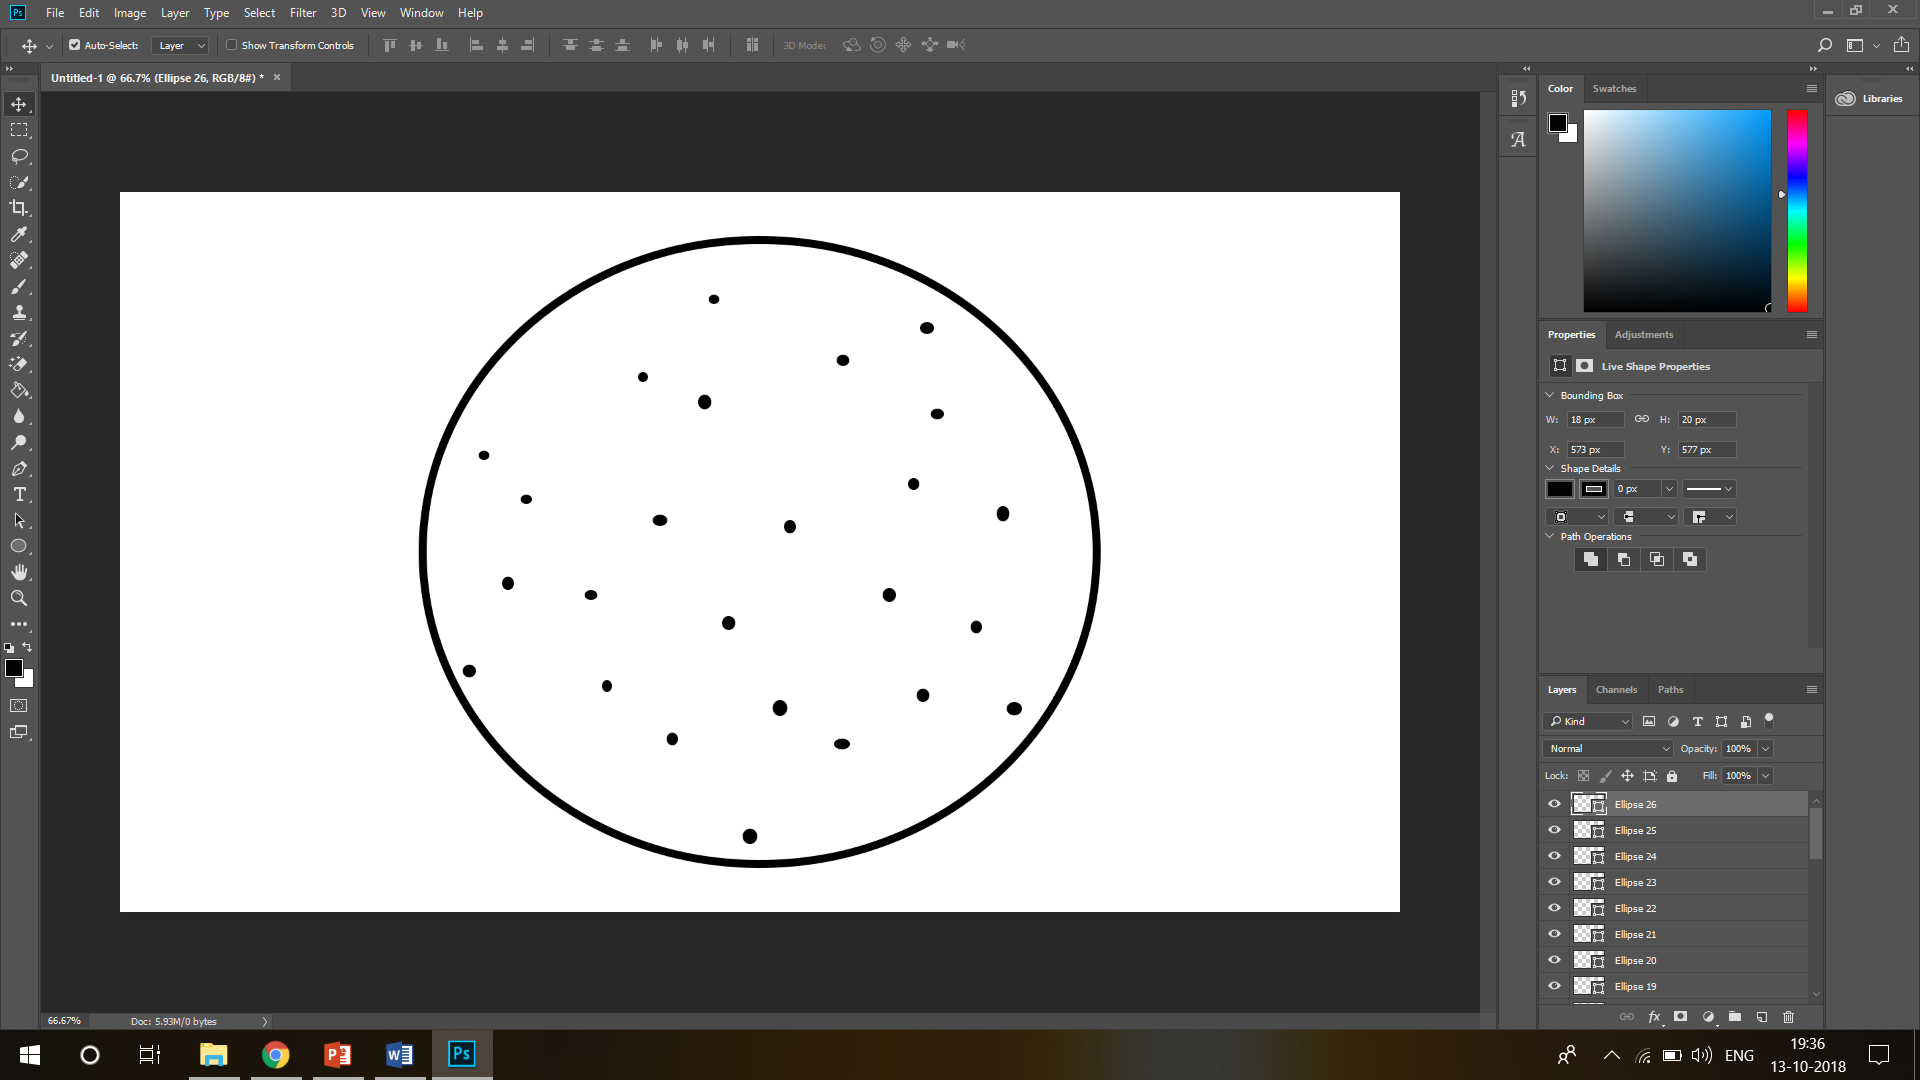 Ps File Edit Image Layer Type Select Filter 3D View Window Help
Auto-Select: Layer Show Transform Controls 3D Mode:
Untitled-1 @ 66.7% (Ellipse 26, RGB/8#) * ×
Color Swatches
Libraries
Properties Adjustments
Live Shape Properties
Bounding Box
W: 18 px H: 20 px
X: 573 px Y: 577 px
Shape Details
0 px
Path Operations
Layers Channels Paths
Kind
Normal Opacity: 100%
Lock: Fill: 100%
Ellipse 26
Ellipse 25
Ellipse 24
Ellipse 23
Ellipse 22
Ellipse 21
Ellipse 20
Ellipse 19
fx
66.67% Doc: 5.93M/0 bytes
Ps
ENG
19:36
13-10-2018